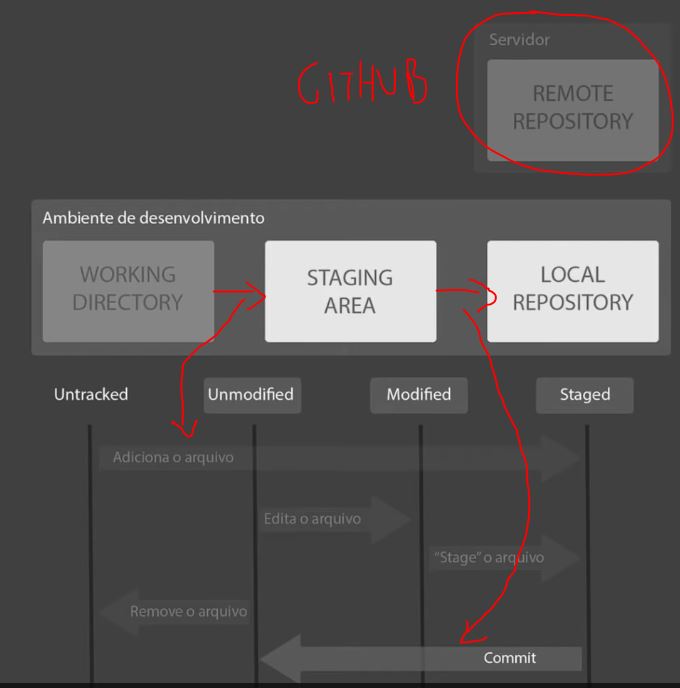 Servidor
GITHUB
REMOTE
REPOSITORY
Ambiente de desenvolvimento
WORKING
DIRECTORY
STAGING
AREA
LOCAL
REPOSITORY
Untracked
Unmodified
Modified
Staged
Adiciona o arquivo
Edita o arquivo
“Stage” o arquivo
Remove o arquivo
Commit